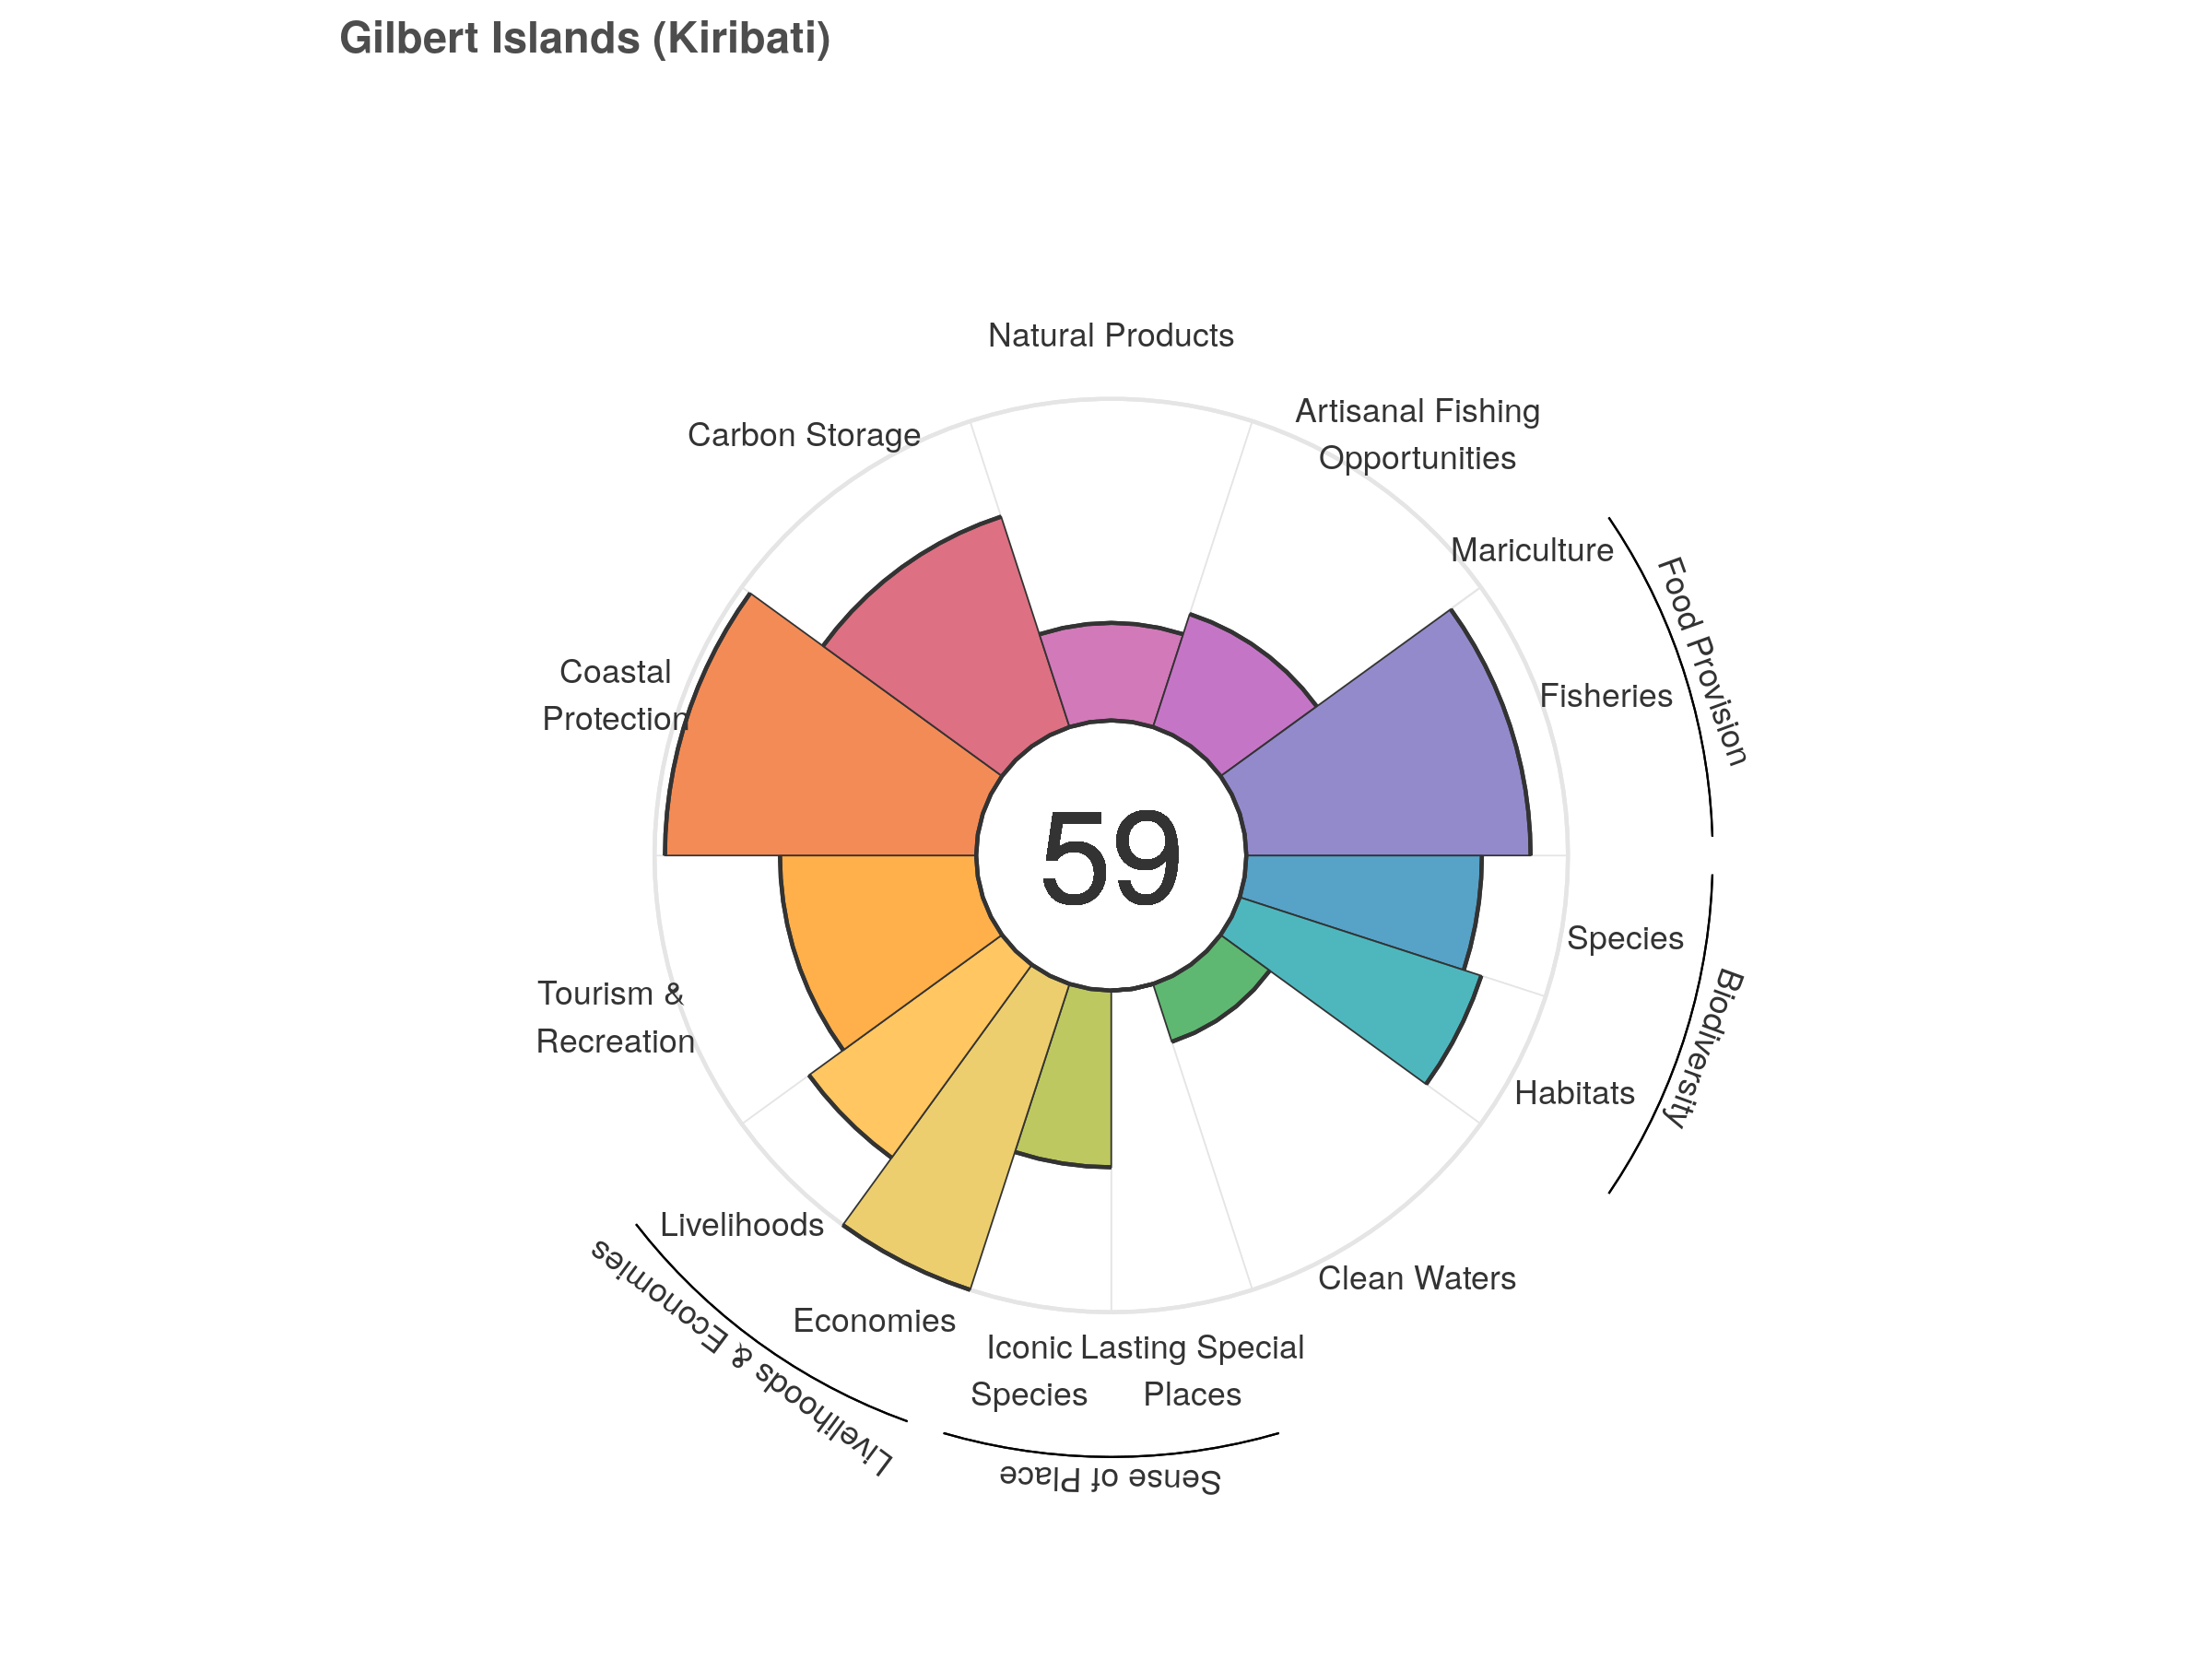 Gilbert Islands (Kiribati)
Natural Products
Artisanal Fishing
Opportunities
Carbon Storage
Mariculture
Food Provision
Fisheries
Coastal
Protection
59
Species
Biodiversity
Habitats
Tourism &
Recreation
Livelihoods
Livelihoods & Economies
Economies
Clean Waters
Iconic
Species
Lasting Special
Places
Sense of Place